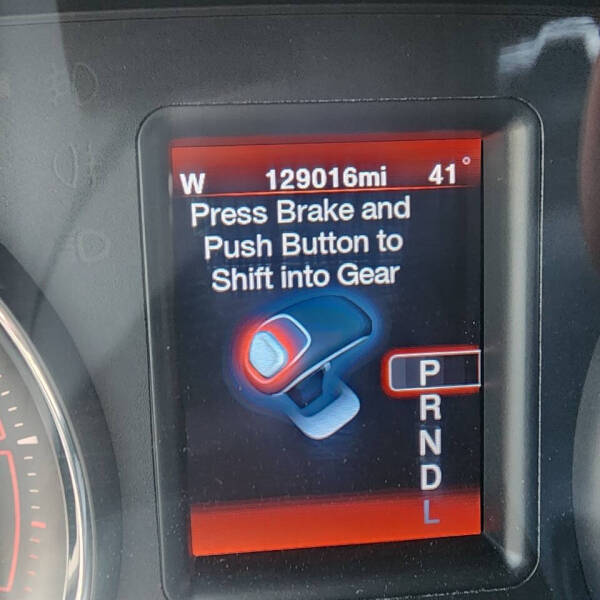 W 129016mi 41°
Press Brake and
Push Button to
Shift into Gear
P
R
N
D
L